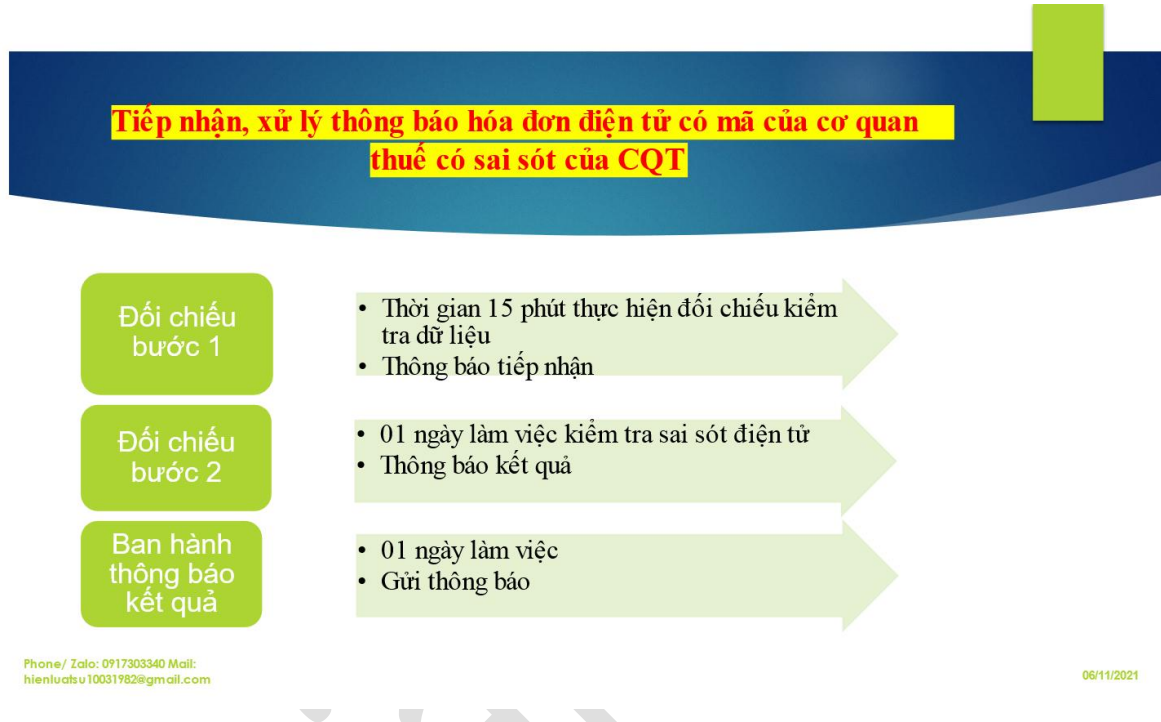 Tiếp nhận, xử lý thông báo hóa đơn điện tử có mã của cơ quan
thuế có sai sót của CQT
Đối chiếu
bước 1
• Thời gian 15 phút thực hiện đối chiếu kiểm
tra dữ liệu
• Thông báo tiếp nhận
Đối chiếu
bước 2
• 01 ngày làm việc kiểm tra sai sót điện tử
• Thông báo kết quả
Ban hành
thông báo
kết quả
• 01 ngày làm việc
• Gửi thông báo
Phone/ Zalo: 0917303340 Mail:
hienluatsu10031982@gmail.com
06/11/2021